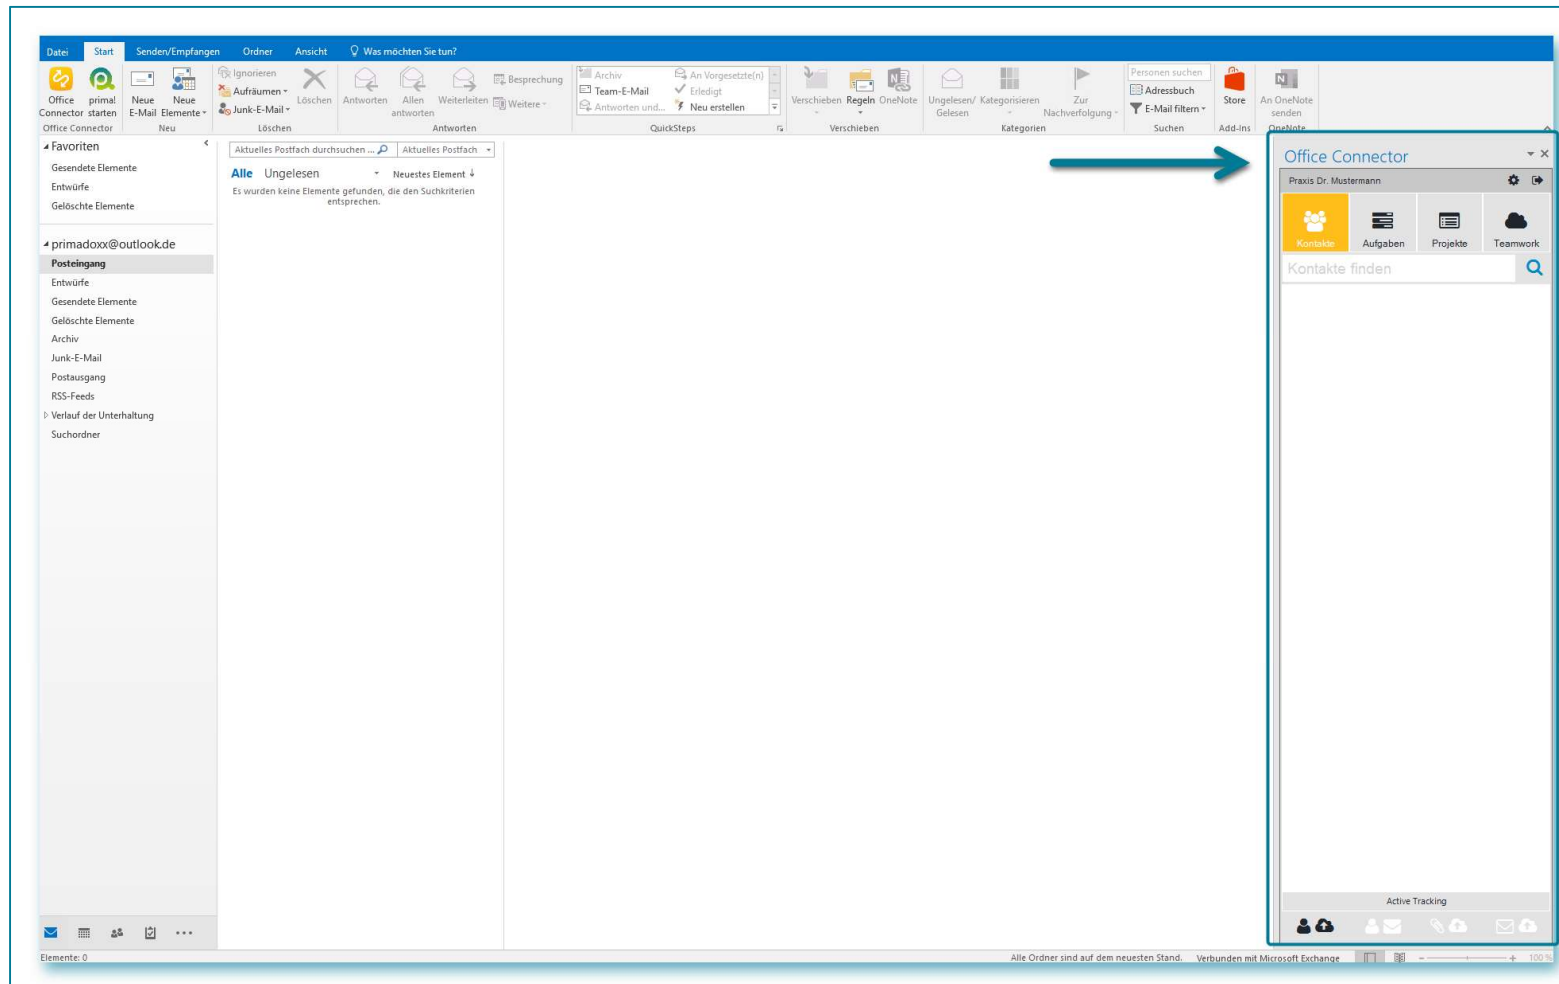 Datei Start Senden/Empfangen Ordner Ansicht Was möchten Sie tun?
Office Connector
prima! starten
Office Connector
Neue E-Mail
Neue Elemente
Neu
Ignorieren
Aufräumen
Junk-E-Mail
Löschen
Löschen
Antworten
Allen antworten
Weiterleiten
Besprechung
Weitere
Antworten
Archiv
Team-E-Mail
Antworten und...
An Vorgesetzte(n)
Erledigt
Neu erstellen
QuickSteps
Verschieben
Regeln
OneNote
Verschieben
Ungelesen/ Gelesen
Kategorisieren
Zur Nachverfolgung
Kategorien
Personen suchen
Adressbuch
E-Mail filtern
Suchen
Store
Add-Ins
An OneNote senden
OneNote
Favoriten
Gesendete Elemente
Entwürfe
Gelöschte Elemente
primadoxx@outlook.de
Posteingang
Entwürfe
Gesendete Elemente
Gelöschte Elemente
Archiv
Junk-E-Mail
Postausgang
RSS-Feeds
Verlauf der Unterhaltung
Suchordner
Aktuelles Postfach durchsuchen ... Aktuelles Postfach
Alle Ungelesen Neuestes Element
Es wurden keine Elemente gefunden, die den Suchkriterien
entsprechen.
Office Connector
Praxis Dr. Mustermann
Kontakte Aufgaben Projekte Teamwork
Kontakte finden
Active Tracking
Elemente: 0 Alle Ordner sind auf dem neuesten Stand. Verbunden mit Microsoft Exchange 100 %